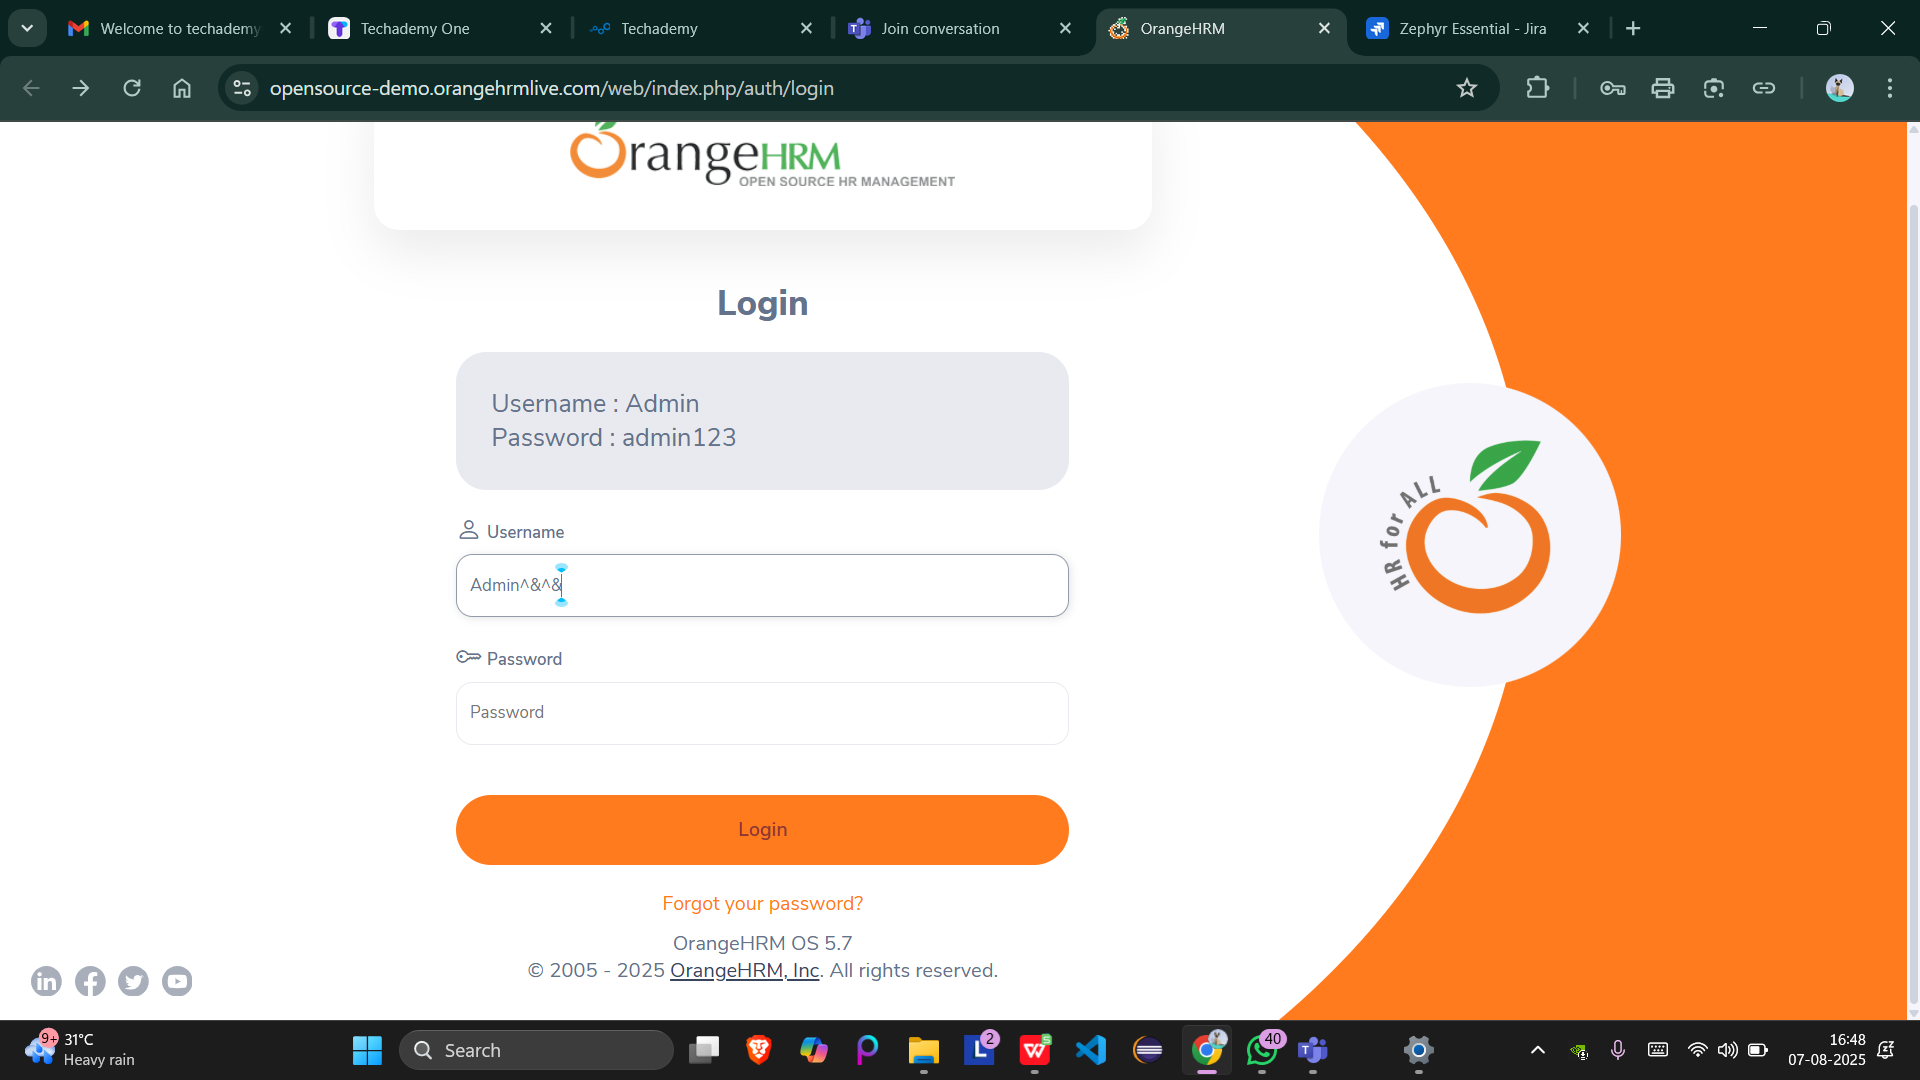 Welcome to techademy
Techademy One
Techademy
Join conversation
OrangeHRM
Zephyr Essential - Jira
opensource-demo.orangehrmlive.com/web/index.php/auth/login
OrangeHRM
OPEN SOURCE HR MANAGEMENT
Login
Username : Admin
Password : admin123
Username
Admin^&^&
Password
Password
Login
Forgot your password?
OrangeHRM OS 5.7
© 2005 - 2025 OrangeHRM, Inc. All rights reserved.
HR for ALL
9+
31°C
Heavy rain
Search
2
40
16:48
07-08-2025